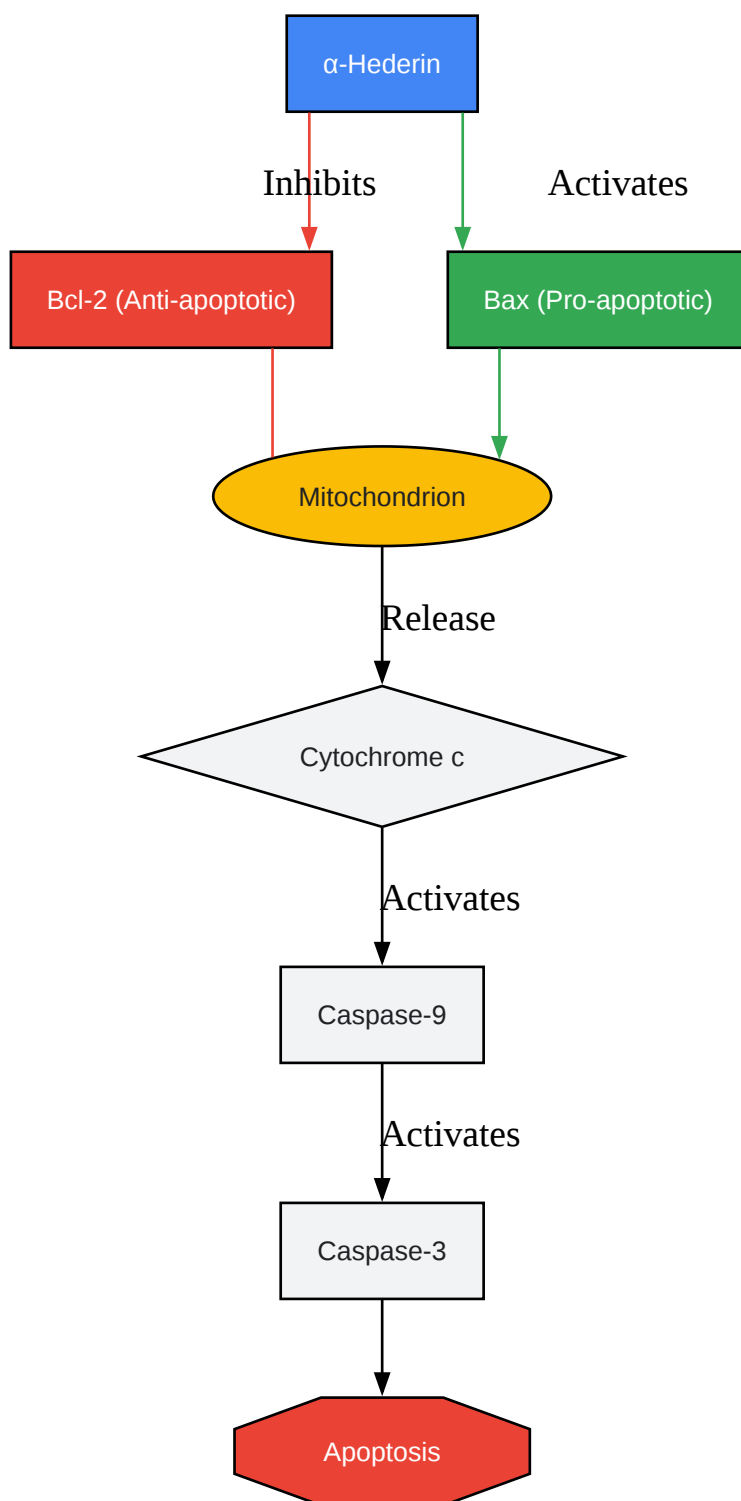 α-Hederin
Inhibits
Activates
Bcl-2 (Anti-apoptotic)
Bax (Pro-apoptotic)
Mitochondrion
Release
Cytochrome c
Activates
Caspase-9
Activates
Caspase-3
Apoptosis